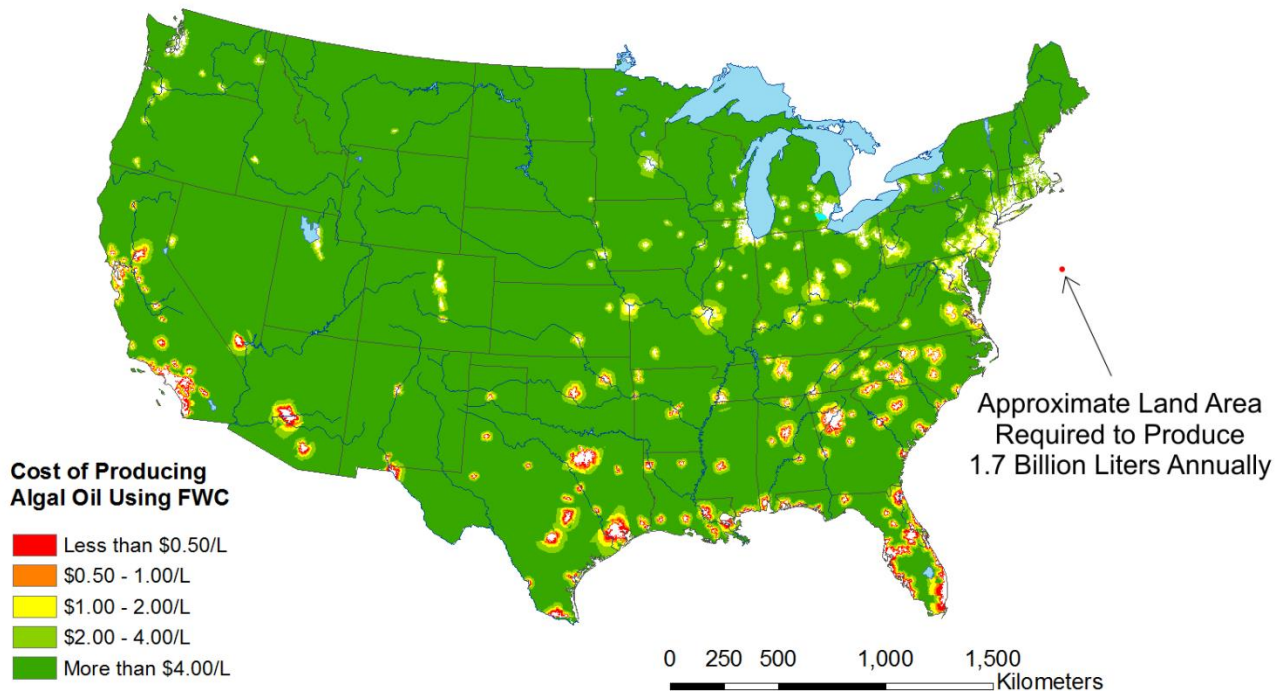 Approximate Land Area
Required to Produce
1.7 Billion Liters Annually
Cost of Producing
Algal Oil Using FWC
Less than $0.50/L
$0.50 - 1.00/L
$1.00 - 2.00/L
$2.00 - 4.00/L
More than $4.00/L
0 250 500 1,000 1,500
Kilometers